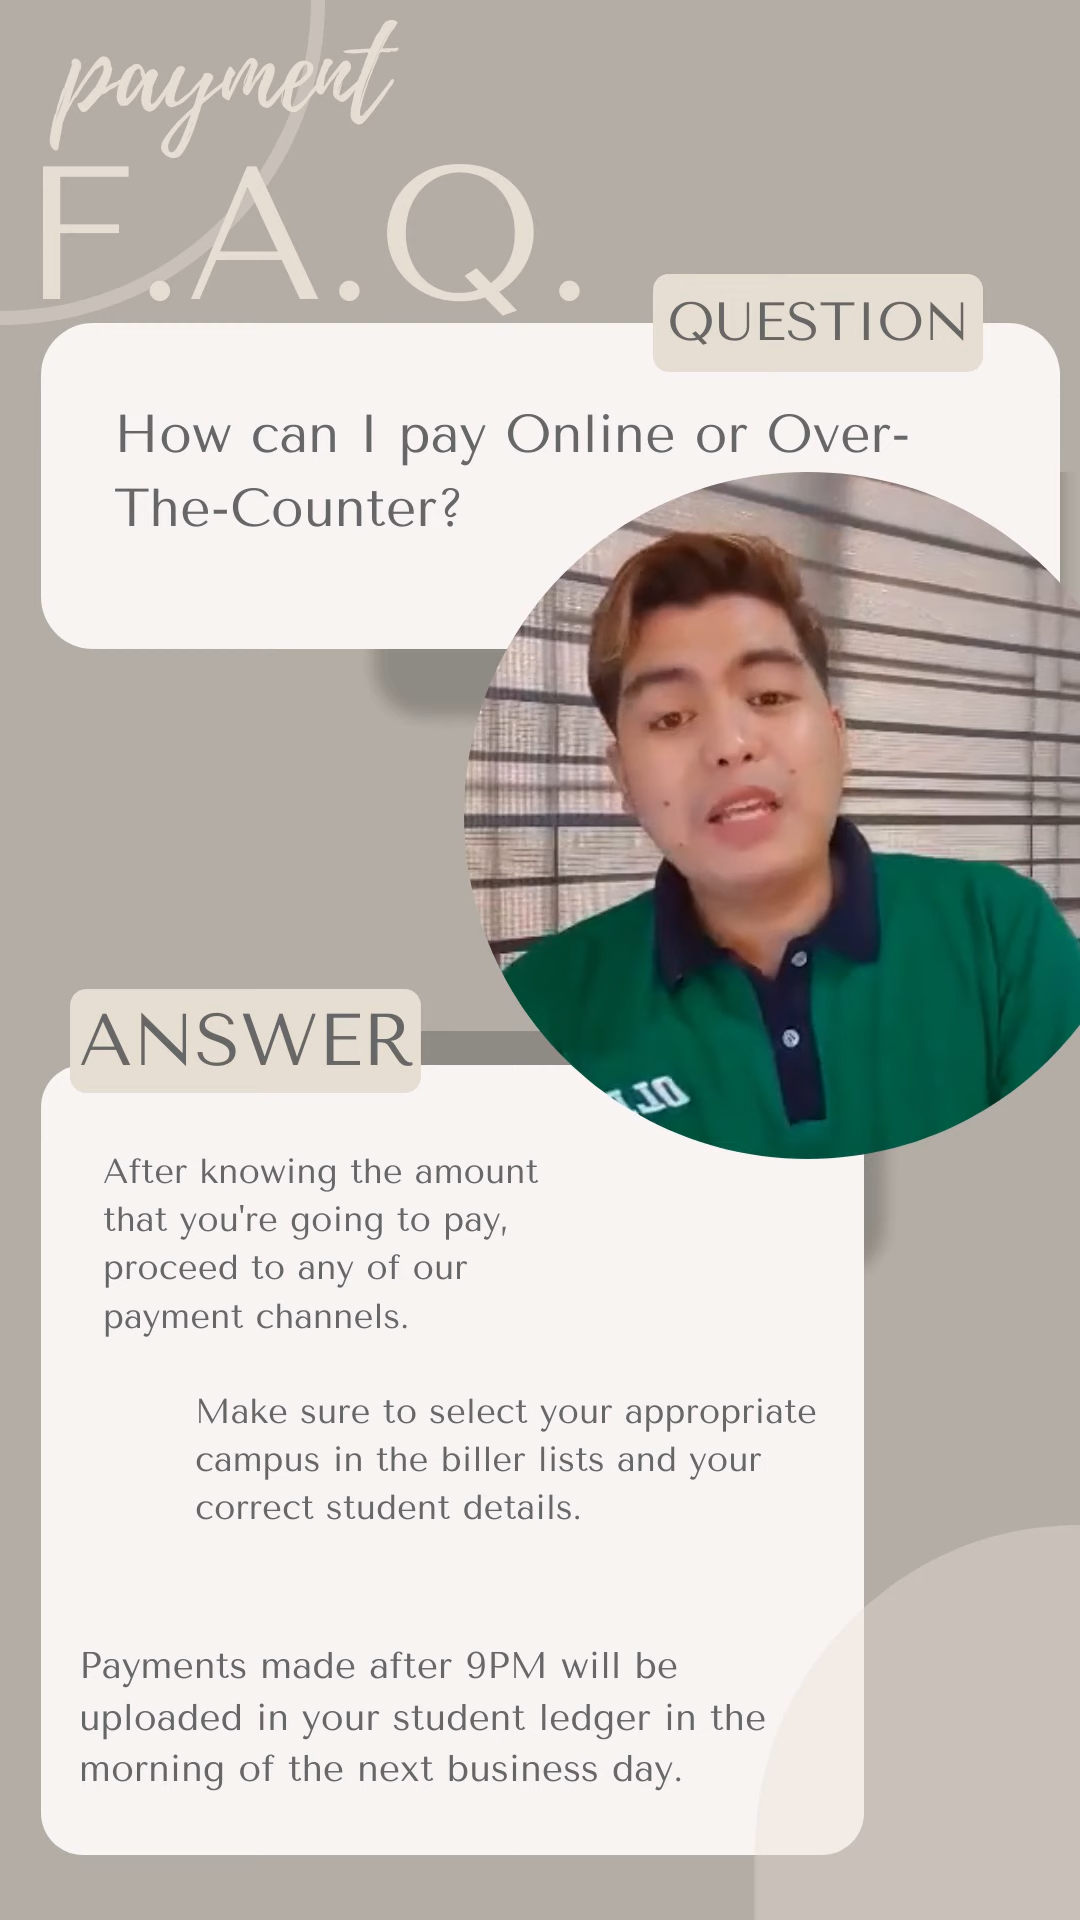 payment
F.A.Q.
QUESTION
How can I pay Online or Over-
The-Counter?
ANSWER
After knowing the amount
that you're going to pay,
proceed to any of our
payment channels.
Make sure to select your appropriate
campus in the biller lists and your
correct student details.
Payments made after 9PM will be
uploaded in your student ledger in the
morning of the next business day.